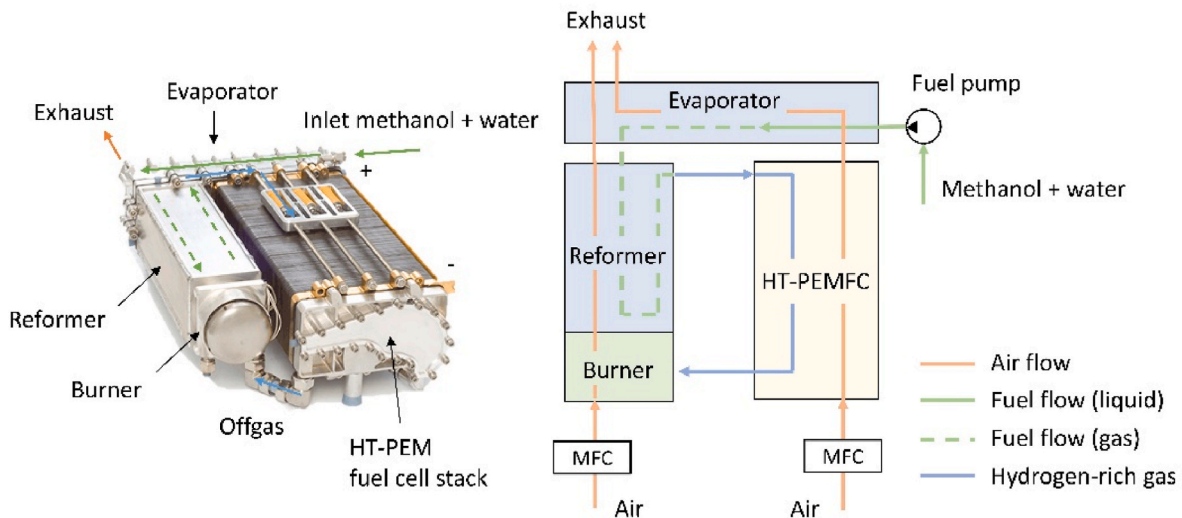 Exhaust
Evaporator
Inlet methanol + water
+
-
Reformer
Burner
Offgas
HT-PEM
fuel cell stack
Exhaust
Evaporator
Fuel pump
Methanol + water
Reformer
HT-PEMFC
Burner
MFC
MFC
Air
Air
Air flow
Fuel flow (liquid)
Fuel flow (gas)
Hydrogen-rich gas